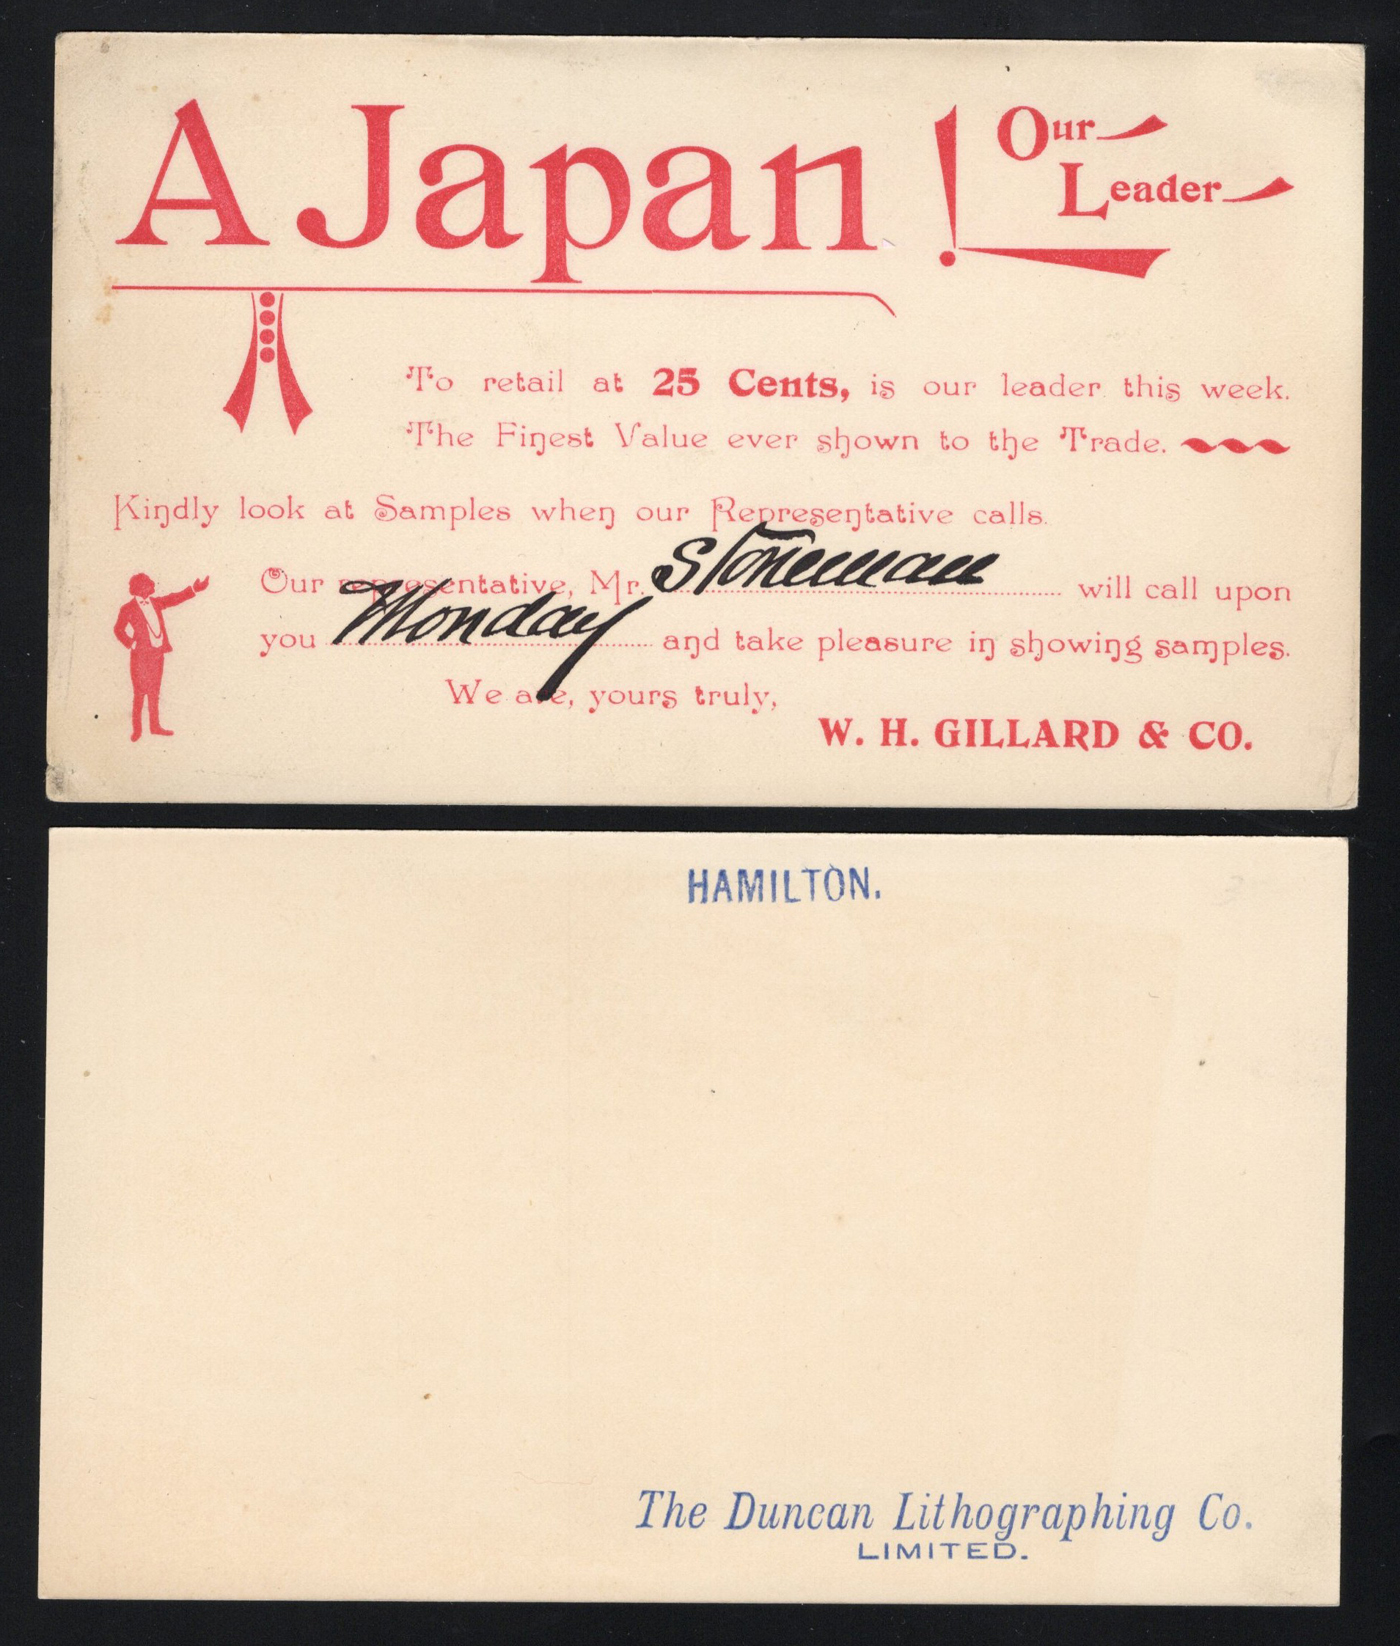 A Japan! Our
Leader
To retail at 25 Cents, is our leader this week.
The Finest Value ever shown to the Trade.
Kindly look at Samples when our Representative calls.
Our representative, Mr. Stoneman will call upon
you Monday and take pleasure in showing samples.
We are, yours truly,
W. H. GILLARD & CO.
HAMILTON.
The Duncan Lithographing Co.
LIMITED.